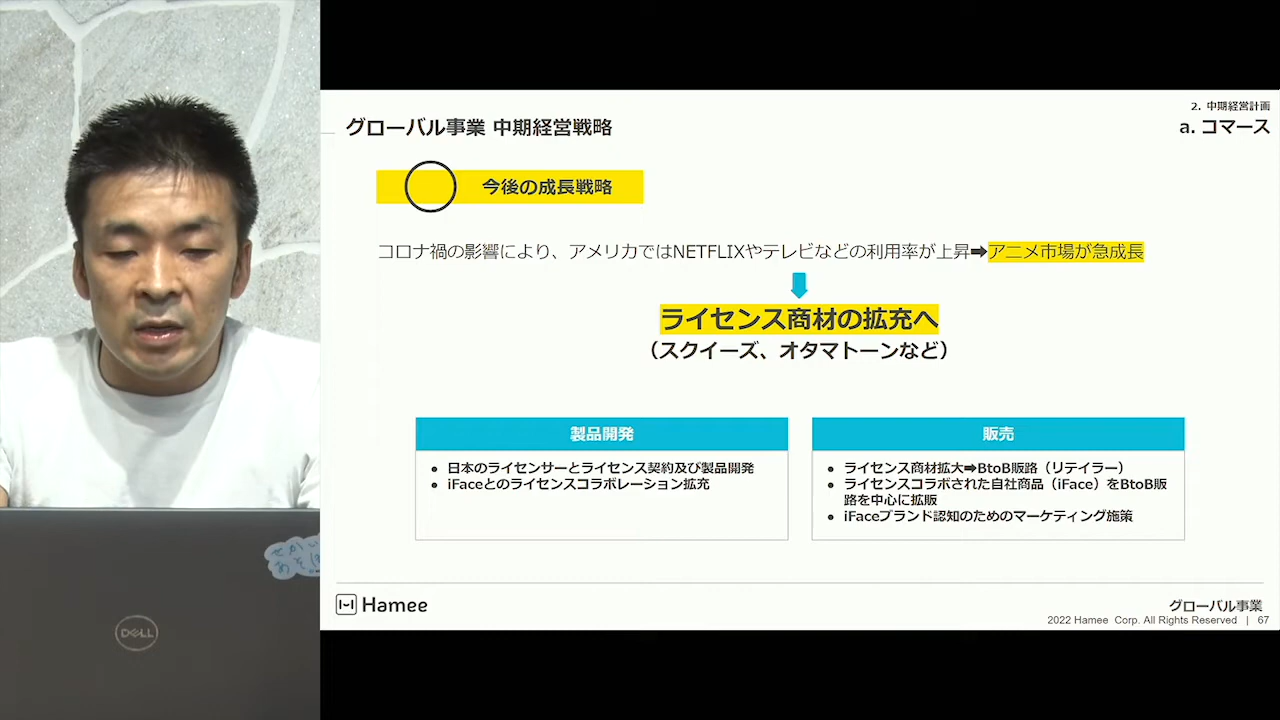 2. 中期経営計画
グローバル事業 中期経営戦略
a. コマース
今後の成長戦略
コロナ禍の影響により、アメリカではNETFLIXやテレビなどの利用率が上昇➡アニメ市場が急成長
ライセンス商材の拡充へ
（スクイーズ、オタマトーンなど）
製品開発
● 日本のライセンサーとライセンス契約及び製品開発
● iFaceとのライセンスコラボレーション拡充
販売
● ライセンス商材拡大➡BtoB販路（リテイラー）
● ライセンスコラボされた自社商品（iFace）をBtoB販
路を中心に拡販
● iFaceブランド認知のためのマーケティング施策
Hamee
グローバル事業
2022 Hamee Corp. All Rights Reserved | 67
せかい
DELL